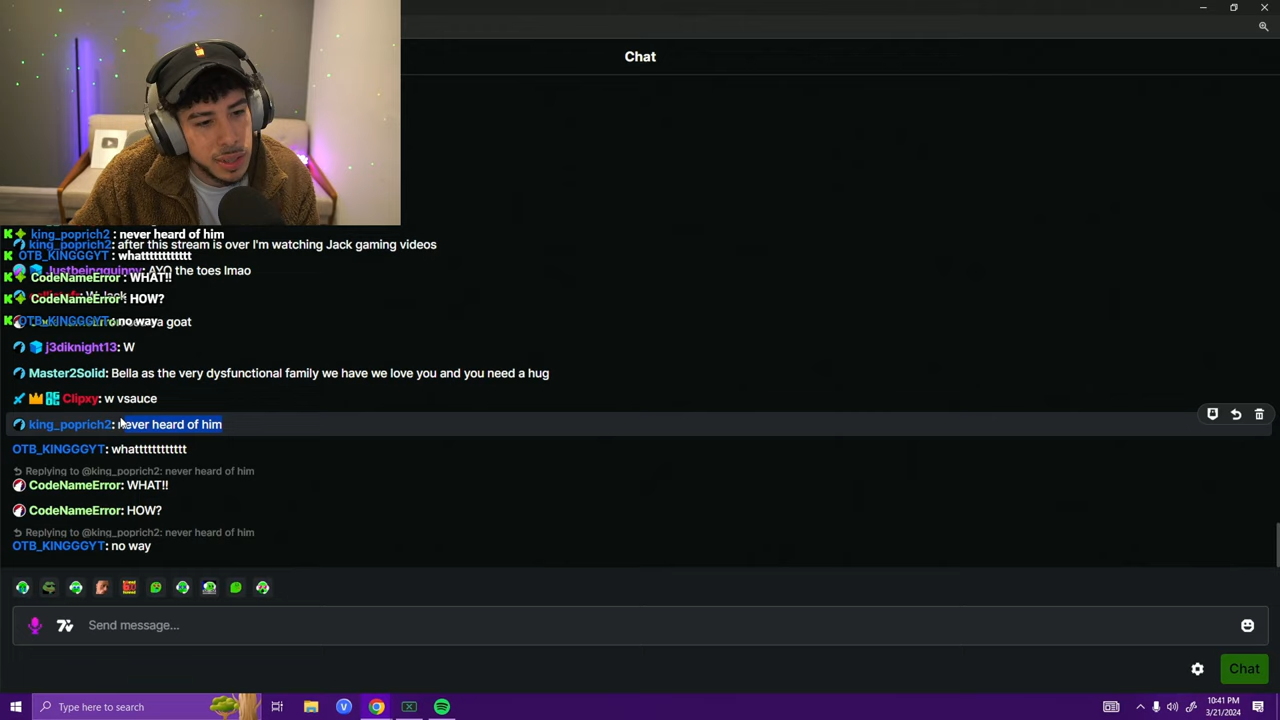 Chat
king_poprich2 : never heard of him
king_poprich2: after this stream is over I'm watching Jack gaming videos
OTB_KINGGGYT : whattttttttttt
Justbeingquinny: AYO the toes lmao
CodeNameError : WHAT!!
CodeNameError : HOW?
OTB_KINGGGYT : no way
a goat
j3diknight13: W
Master2Solid: Bella as the very dysfunctional family we have we love you and you need a hug
Clipxy: w vsauce
king_poprich2: never heard of him
OTB_KINGGGYT: whattttttttttt
Replying to @king_poprich2: never heard of him
CodeNameError: WHAT!!
CodeNameError: HOW?
Replying to @king_poprich2: never heard of him
OTB_KINGGGYT: no way
Send message...
Chat
Type here to search
10:41 PM
3/21/2024